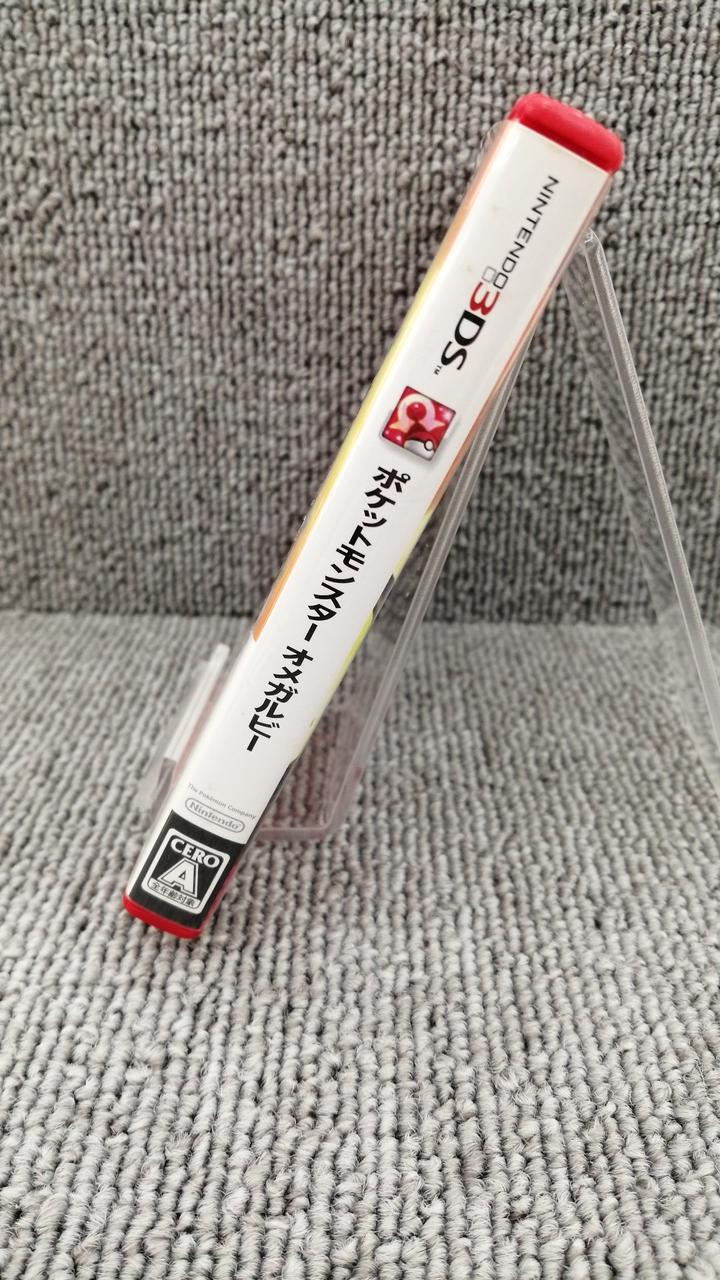 NINTENDO
3DS™
ポケットモンスター オメガルビー
The Pokémon Company
Nintendo
CERO
A
全年齢対象